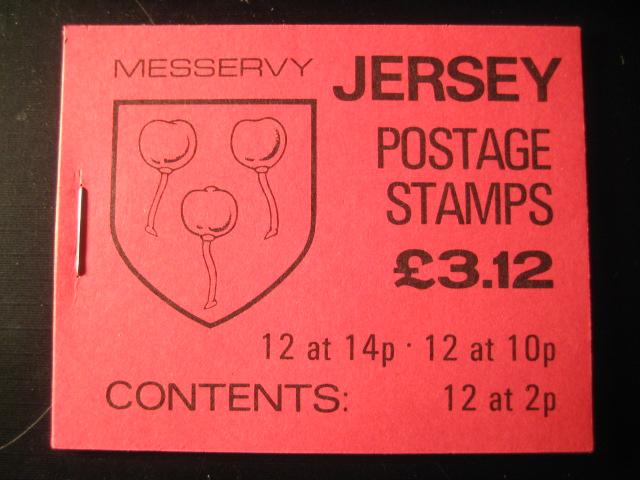 MESSERVY
JERSEY
POSTAGE
STAMPS
£3.12
12 at 14p · 12 at 10p
CONTENTS: 12 at 2p